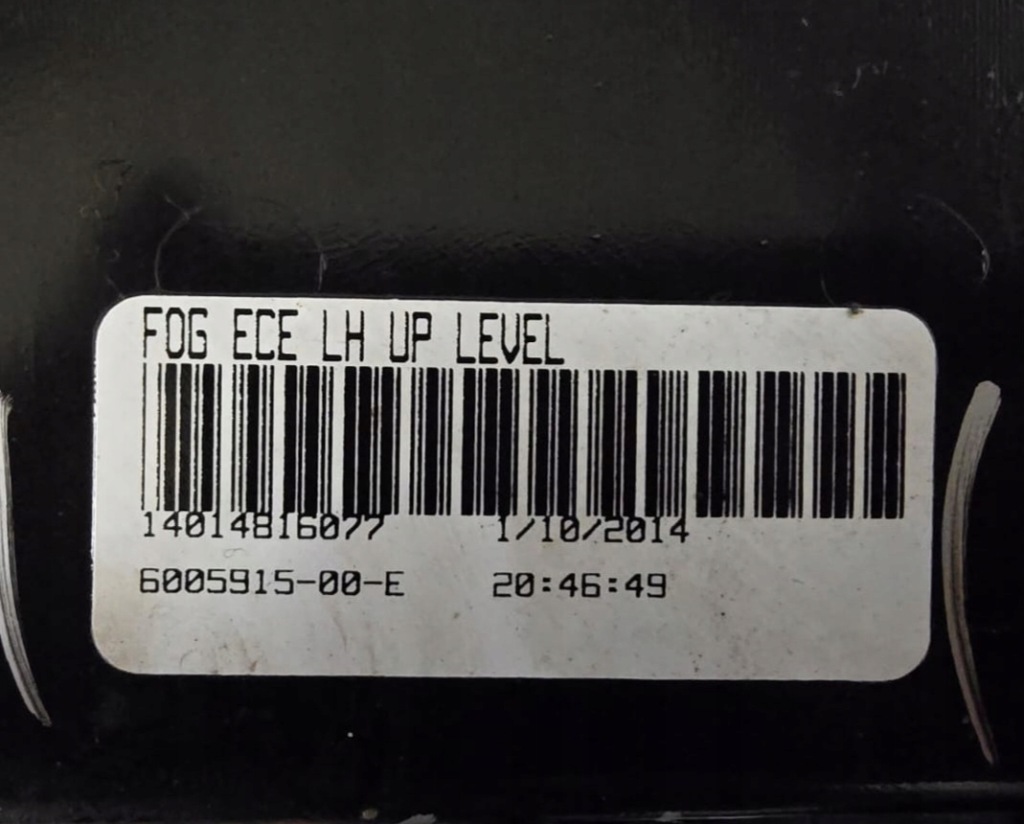 FOG ECE LH UP LEVEL
14014816077 1/10/2014
6005915-00-E 20:46:49